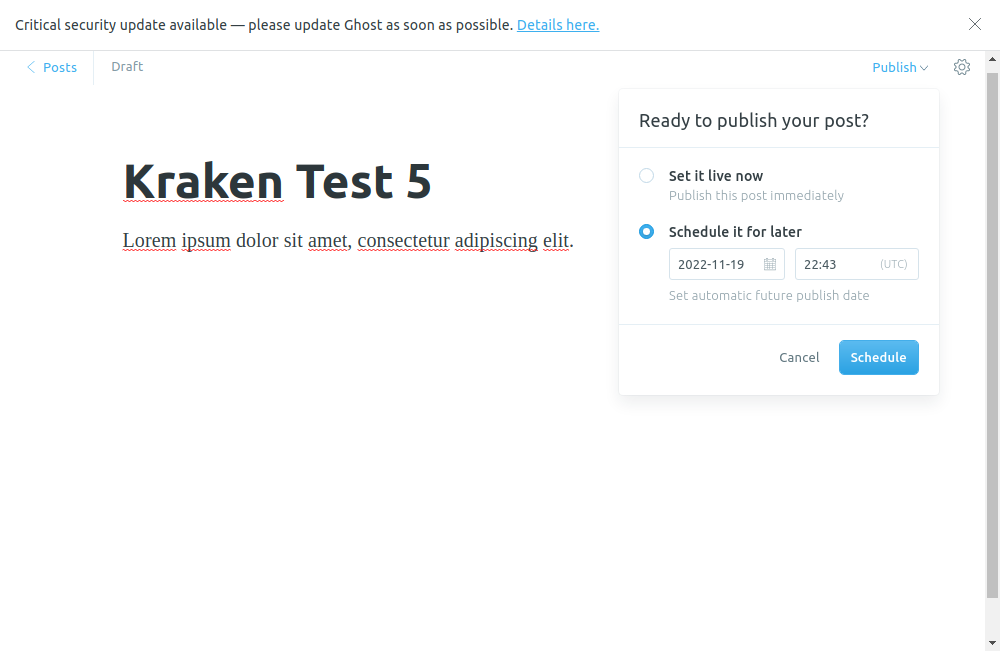 Critical security update available — please update Ghost as soon as possible. Details here.
Posts
Draft
Publish
Ready to publish your post?
Kraken Test 5
Set it live now
Publish this post immediately
Lorem ipsum dolor sit amet, consectetur adipiscing elit.
Schedule it for later
2022-11-19
22:43
(UTC)
Set automatic future publish date
Cancel
Schedule